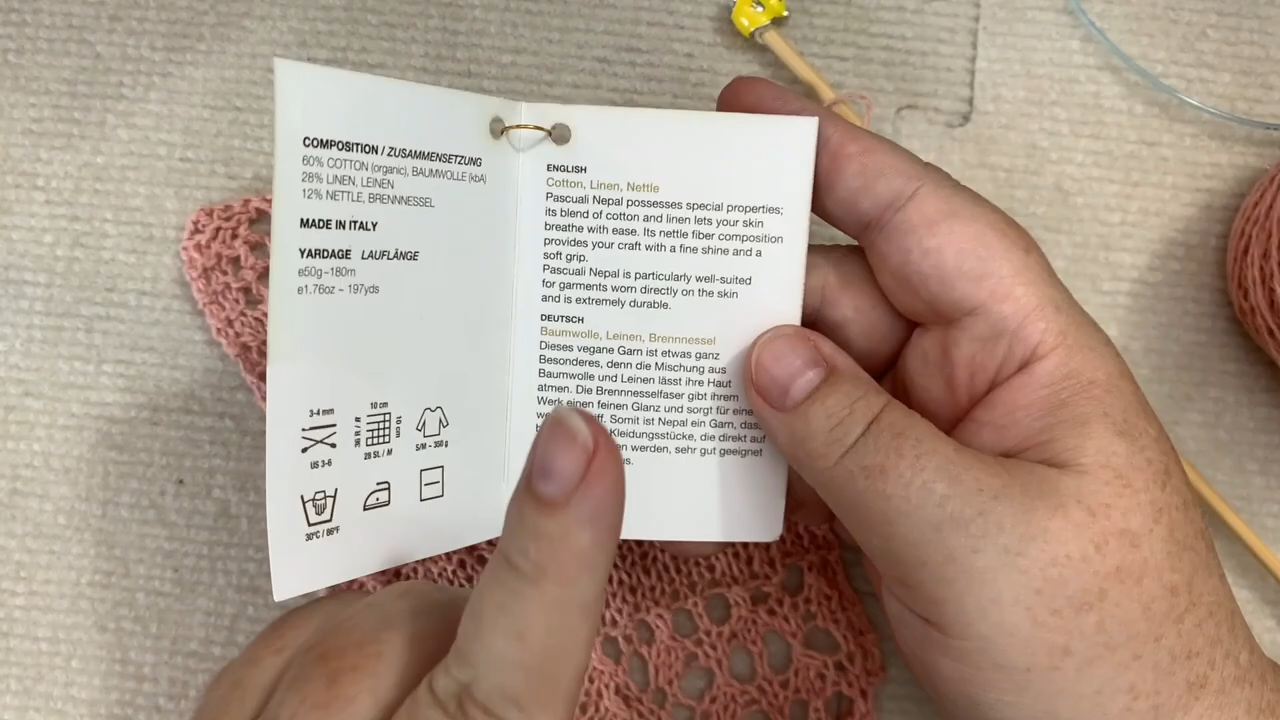 COMPOSITION / ZUSAMMENSETZUNG
60% COTTON (organic), BAUMWOLLE (kbA)
28% LINEN, LEINEN
12% NETTLE, BRENNNESSEL
MADE IN ITALY
YARDAGE LAUFLÄNGE
e50g~180m
e1.76oz ~ 197yds
3-4 mm
US 3-6
10 cm
36 R / R
10 cm
28 St. / M
S/M ~ 350 g
30°C / 86°F
ENGLISH
Cotton, Linen, Nettle
Pascuali Nepal possesses special properties;
its blend of cotton and linen lets your skin
breathe with ease. Its nettle fiber composition
provides your craft with a fine shine and a
soft grip.
Pascuali Nepal is particularly well-suited
for garments worn directly on the skin
and is extremely durable.
DEUTSCH
Baumwolle, Leinen, Brennnessel
Dieses vegane Garn ist etwas ganz
Besonderes, denn die Mischung aus
Baumwolle und Leinen lässt ihre Haut
atmen. Die Brennnesselfaser gibt ihrem
Werk einen feinen Glanz und sorgt für eine
Somit ist Nepal ein Garn, dass
Kleidungsstücke, die direkt auf
werden, sehr gut geeignet